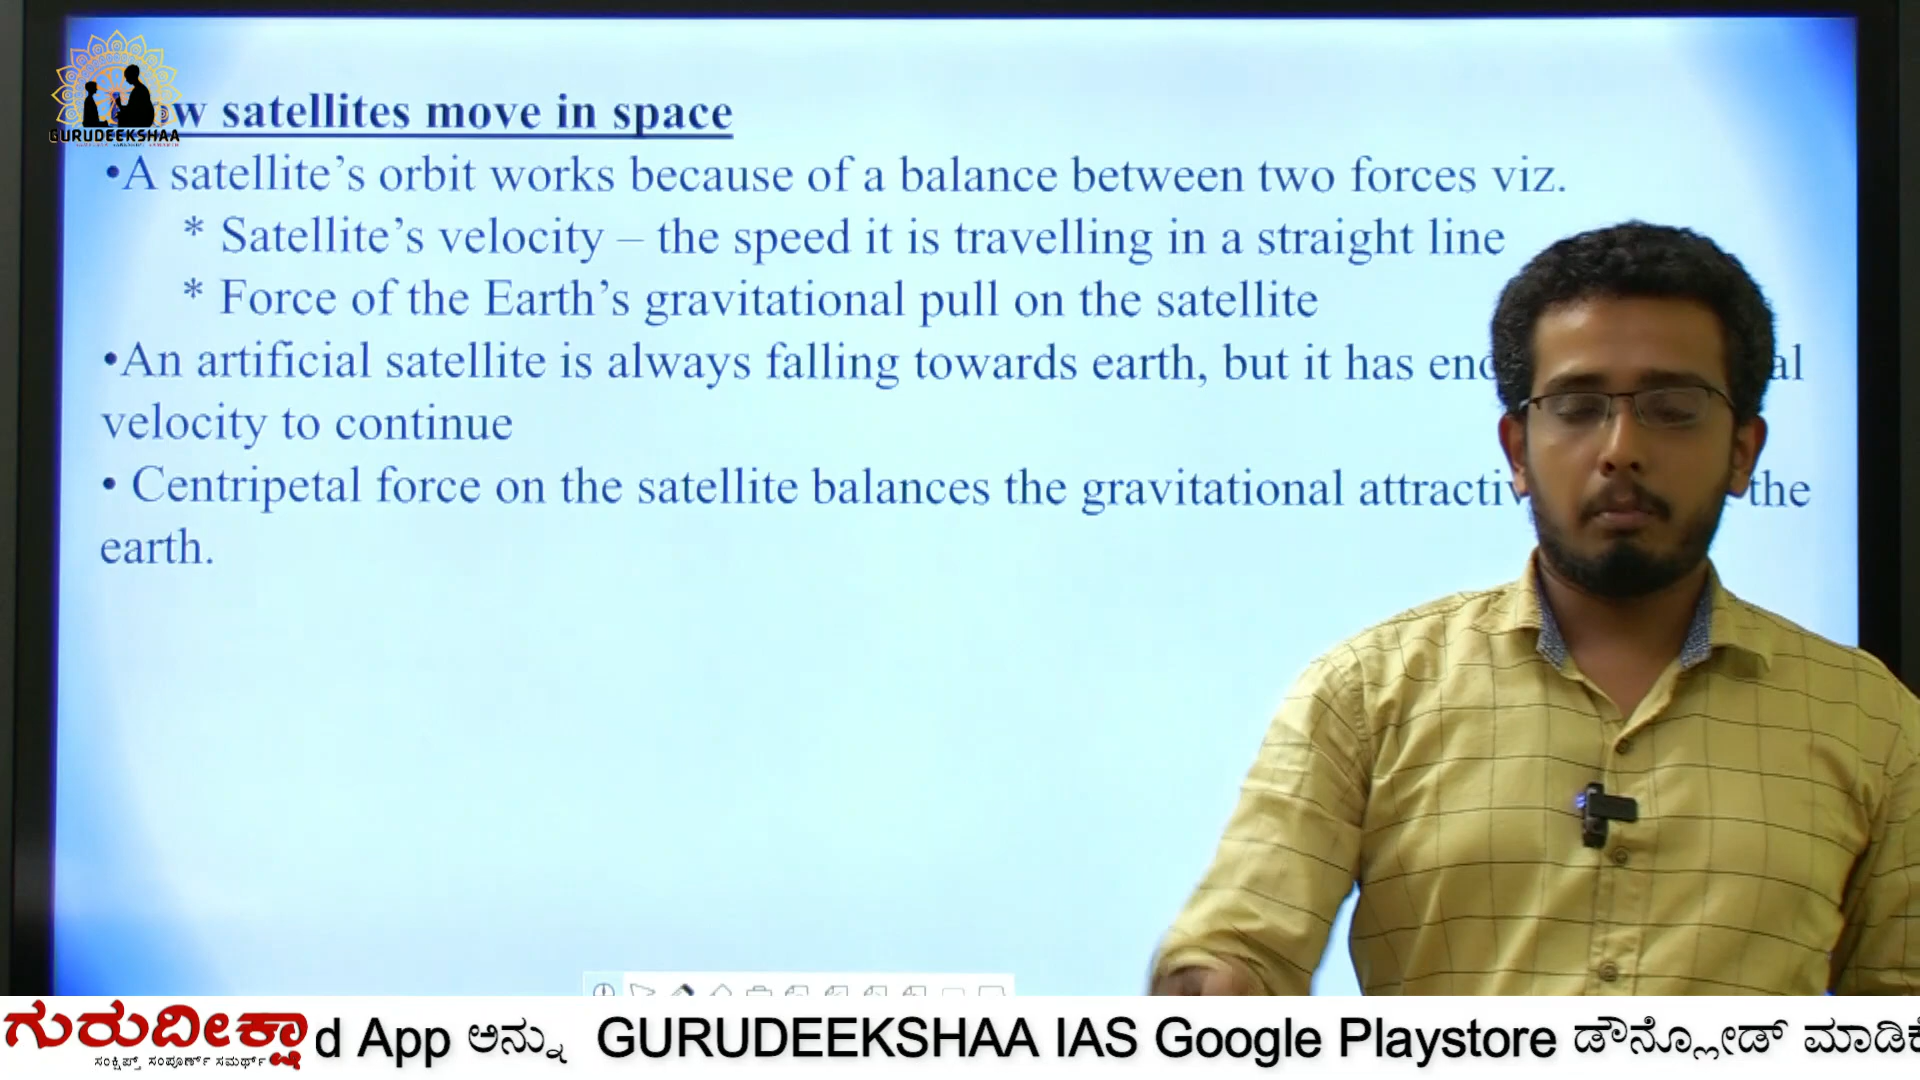 GURUDEEKSHAA
w satellites move in space
•A satellite’s orbit works because of a balance between two forces viz.
* Satellite’s velocity – the speed it is travelling in a straight line
* Force of the Earth’s gravitational pull on the satellite
•An artificial satellite is always falling towards earth, but it has al
velocity to continue
• Centripetal force on the satellite balances the gravitational the
earth.
ಗುರುದೀಕ್ಷಾ d App ಅನ್ನು GURUDEEKSHAA IAS Google Playstore ಡೌನ್ಲೋಡ್
ಸಂಕ್ಷಿಪ್ತ್ ಸಂಪೂರ್ಣ್ ಸಮರ್ಥ್